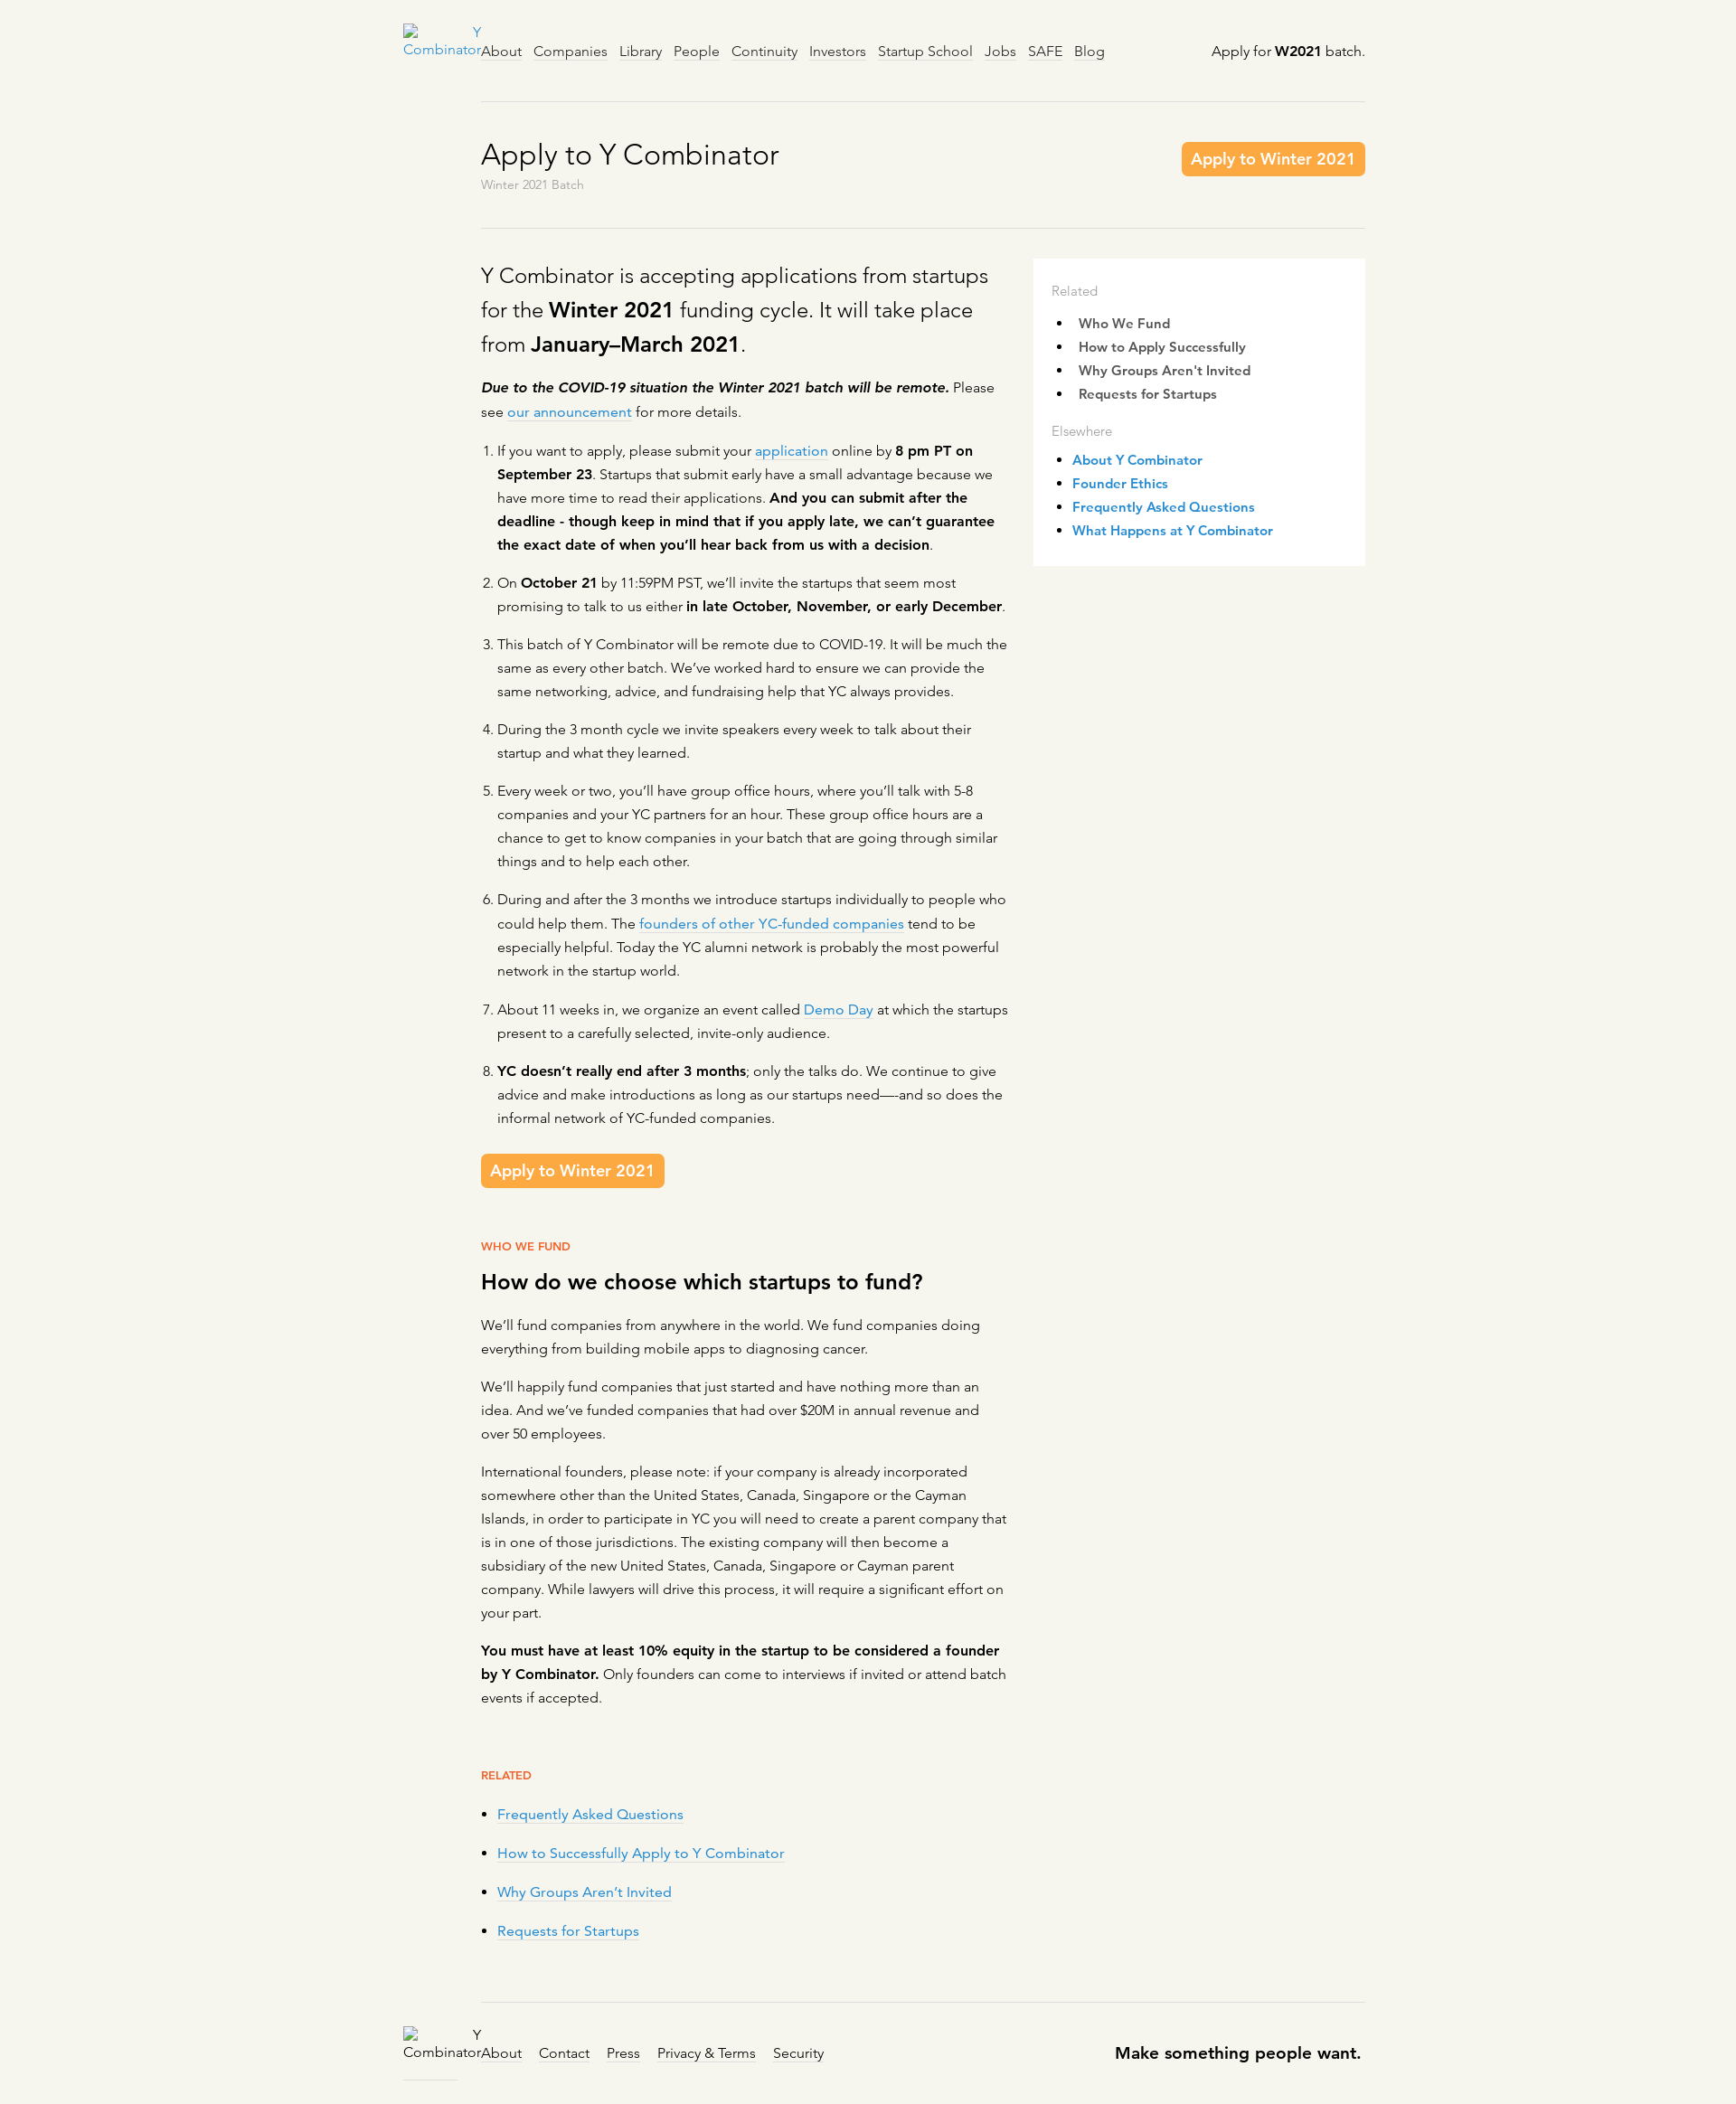 Y
Combinator
About Companies Library People Continuity Investors Startup School Jobs SAFE Blog
Apply for W2021 batch.
Apply to Y Combinator
Winter 2021 Batch
Apply to Winter 2021
Y Combinator is accepting applications from startups
for the Winter 2021 funding cycle. It will take place
from January–March 2021.
Due to the COVID-19 situation the Winter 2021 batch will be remote. Please
see our announcement for more details.
1. If you want to apply, please submit your application online by 8 pm PT on
September 23. Startups that submit early have a small advantage because we
have more time to read their applications. And you can submit after the
deadline - though keep in mind that if you apply late, we can’t guarantee
the exact date of when you’ll hear back from us with a decision.
2. On October 21 by 11:59PM PST, we’ll invite the startups that seem most
promising to talk to us either in late October, November, or early December.
3. This batch of Y Combinator will be remote due to COVID-19. It will be much the
same as every other batch. We’ve worked hard to ensure we can provide the
same networking, advice, and fundraising help that YC always provides.
4. During the 3 month cycle we invite speakers every week to talk about their
startup and what they learned.
5. Every week or two, you’ll have group office hours, where you’ll talk with 5-8
companies and your YC partners for an hour. These group office hours are a
chance to get to know companies in your batch that are going through similar
things and to help each other.
6. During and after the 3 months we introduce startups individually to people who
could help them. The founders of other YC-funded companies tend to be
especially helpful. Today the YC alumni network is probably the most powerful
network in the startup world.
7. About 11 weeks in, we organize an event called Demo Day at which the startups
present to a carefully selected, invite-only audience.
8. YC doesn’t really end after 3 months; only the talks do. We continue to give
advice and make introductions as long as our startups need—-and so does the
informal network of YC-funded companies.
Apply to Winter 2021
Related
• Who We Fund
• How to Apply Successfully
• Why Groups Aren't Invited
• Requests for Startups
Elsewhere
• About Y Combinator
• Founder Ethics
• Frequently Asked Questions
• What Happens at Y Combinator
WHO WE FUND
How do we choose which startups to fund?
We’ll fund companies from anywhere in the world. We fund companies doing
everything from building mobile apps to diagnosing cancer.
We’ll happily fund companies that just started and have nothing more than an
idea. And we’ve funded companies that had over $20M in annual revenue and
over 50 employees.
International founders, please note: if your company is already incorporated
somewhere other than the United States, Canada, Singapore or the Cayman
Islands, in order to participate in YC you will need to create a parent company that
is in one of those jurisdictions. The existing company will then become a
subsidiary of the new United States, Canada, Singapore or Cayman parent
company. While lawyers will drive this process, it will require a significant effort on
your part.
You must have at least 10% equity in the startup to be considered a founder
by Y Combinator. Only founders can come to interviews if invited or attend batch
events if accepted.
RELATED
• Frequently Asked Questions
• How to Successfully Apply to Y Combinator
• Why Groups Aren’t Invited
• Requests for Startups
Y
Combinator
About Contact Press Privacy & Terms Security
Make something people want.